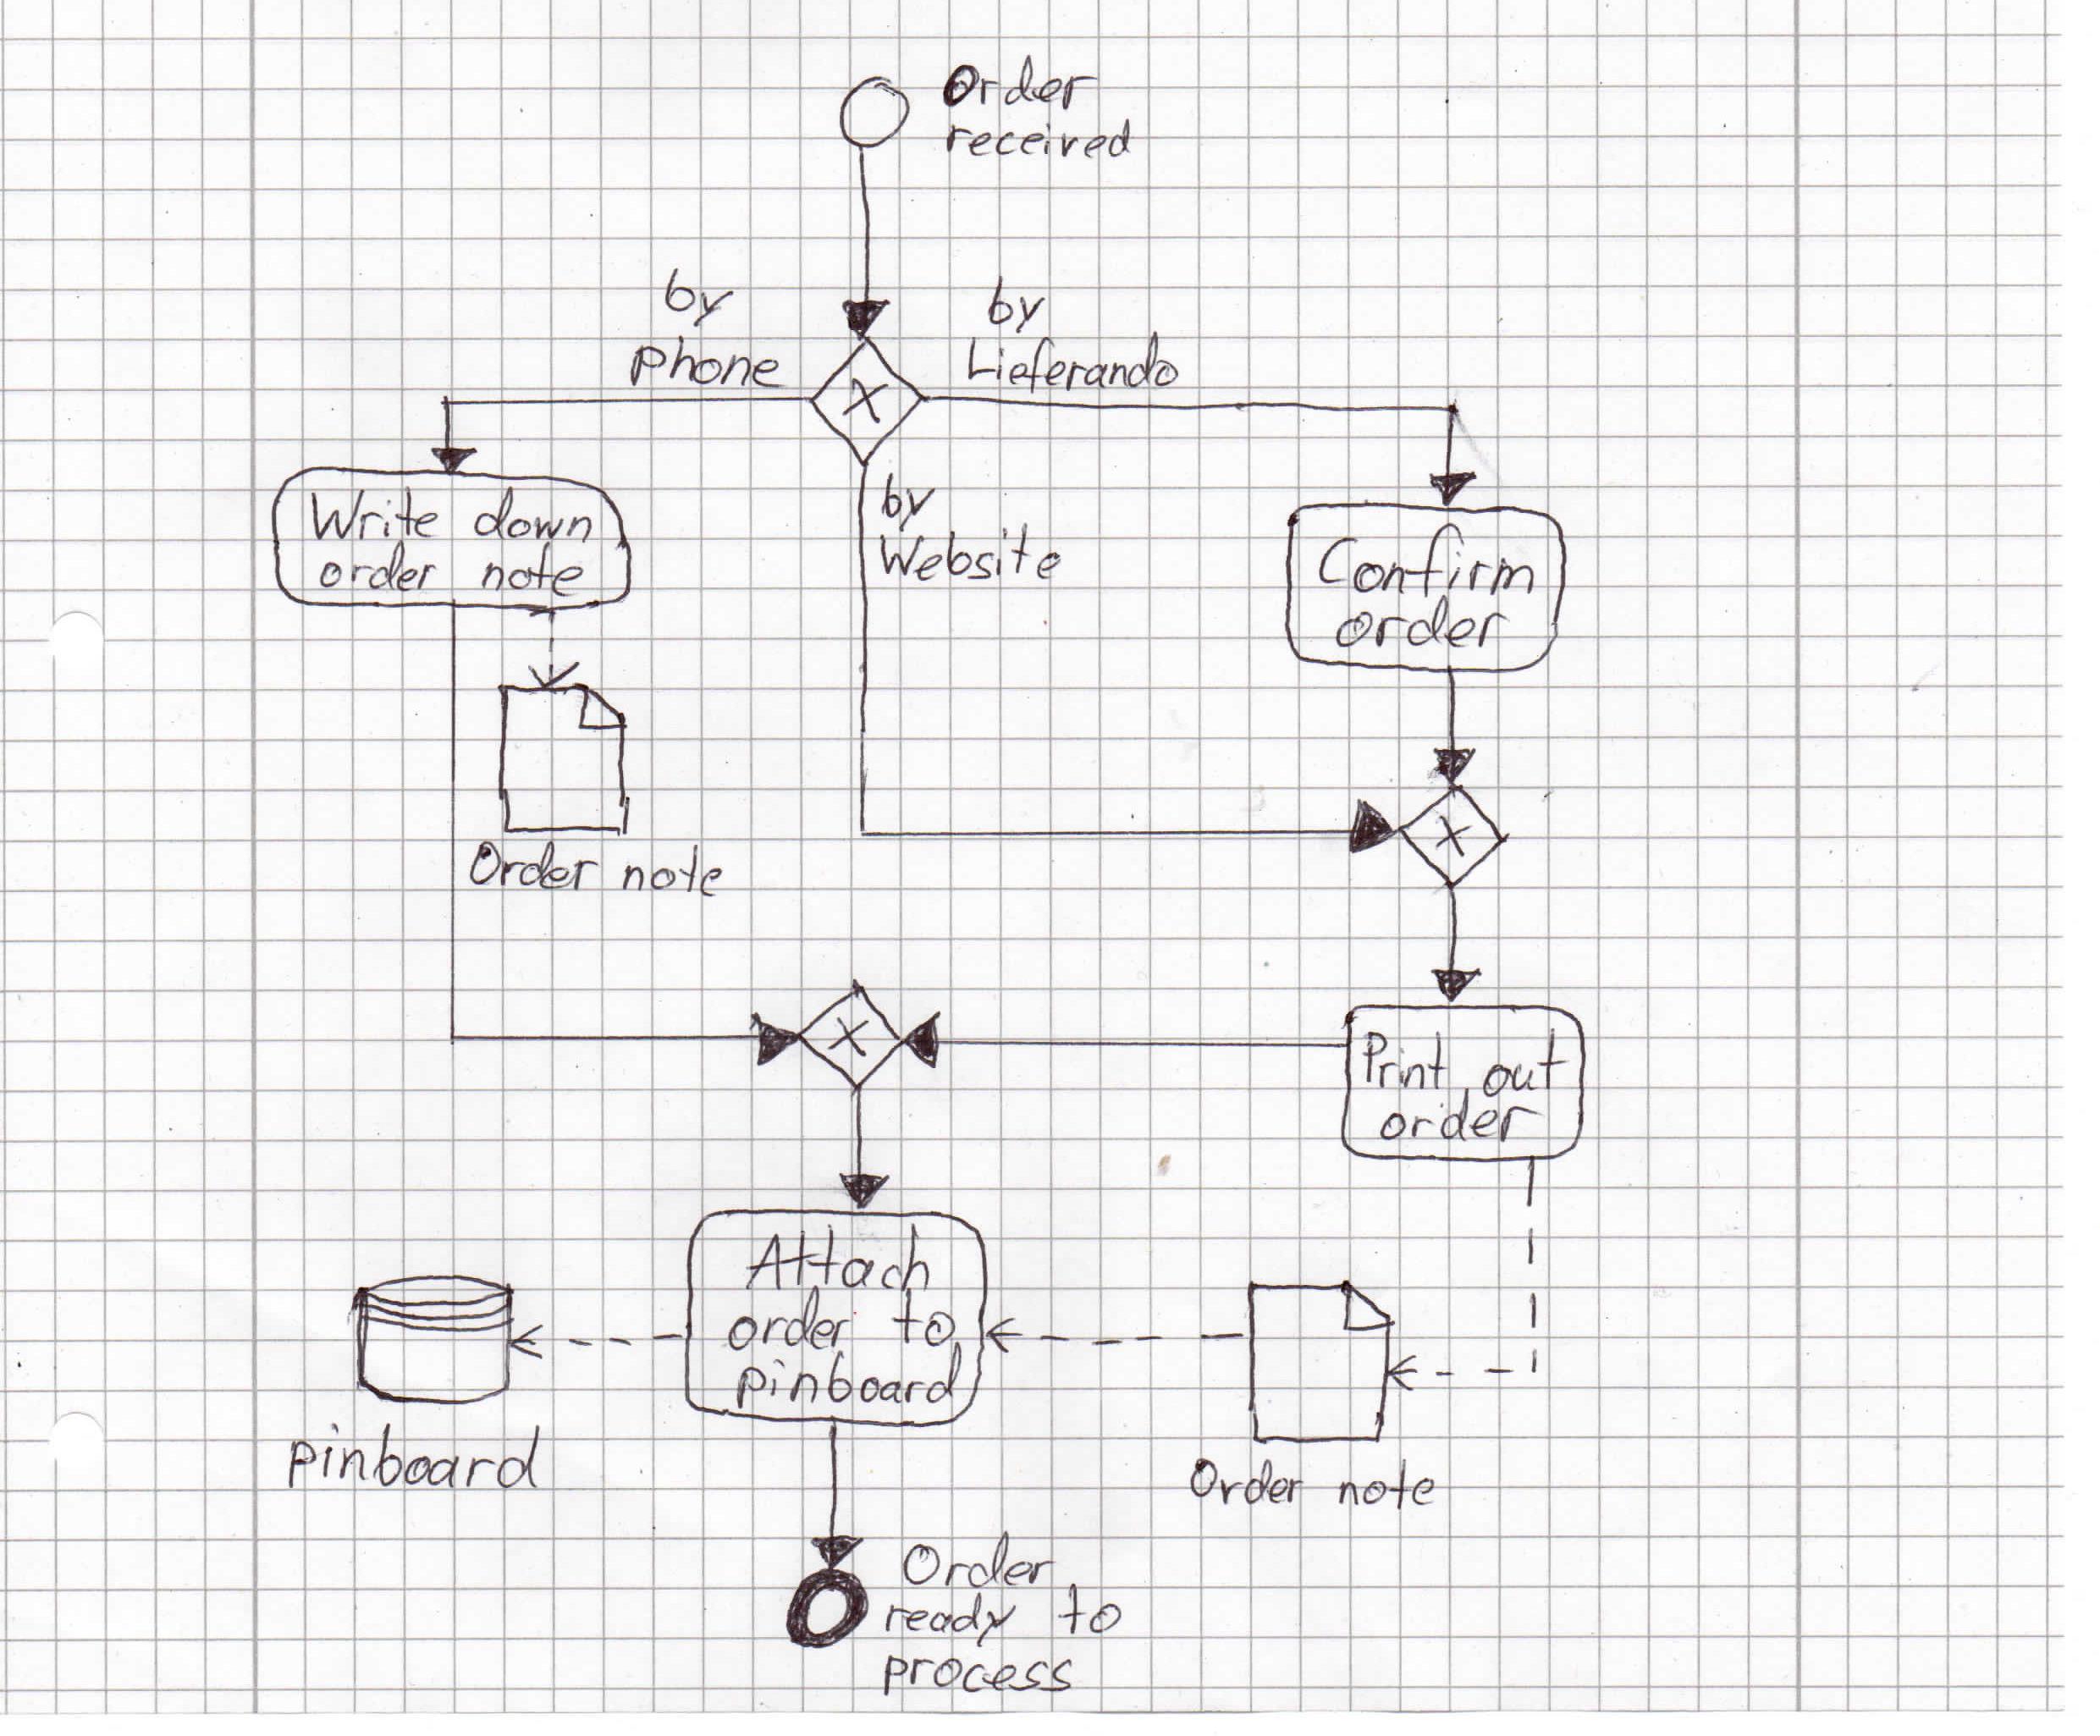 Order
received
by
phone
by
Lieferando
Write down
order note
by
Website
Confirm
order
X
X
Order note
X
Print out
order
Attach
order to
pinboard
pinboard
Order note
Order
ready to
process